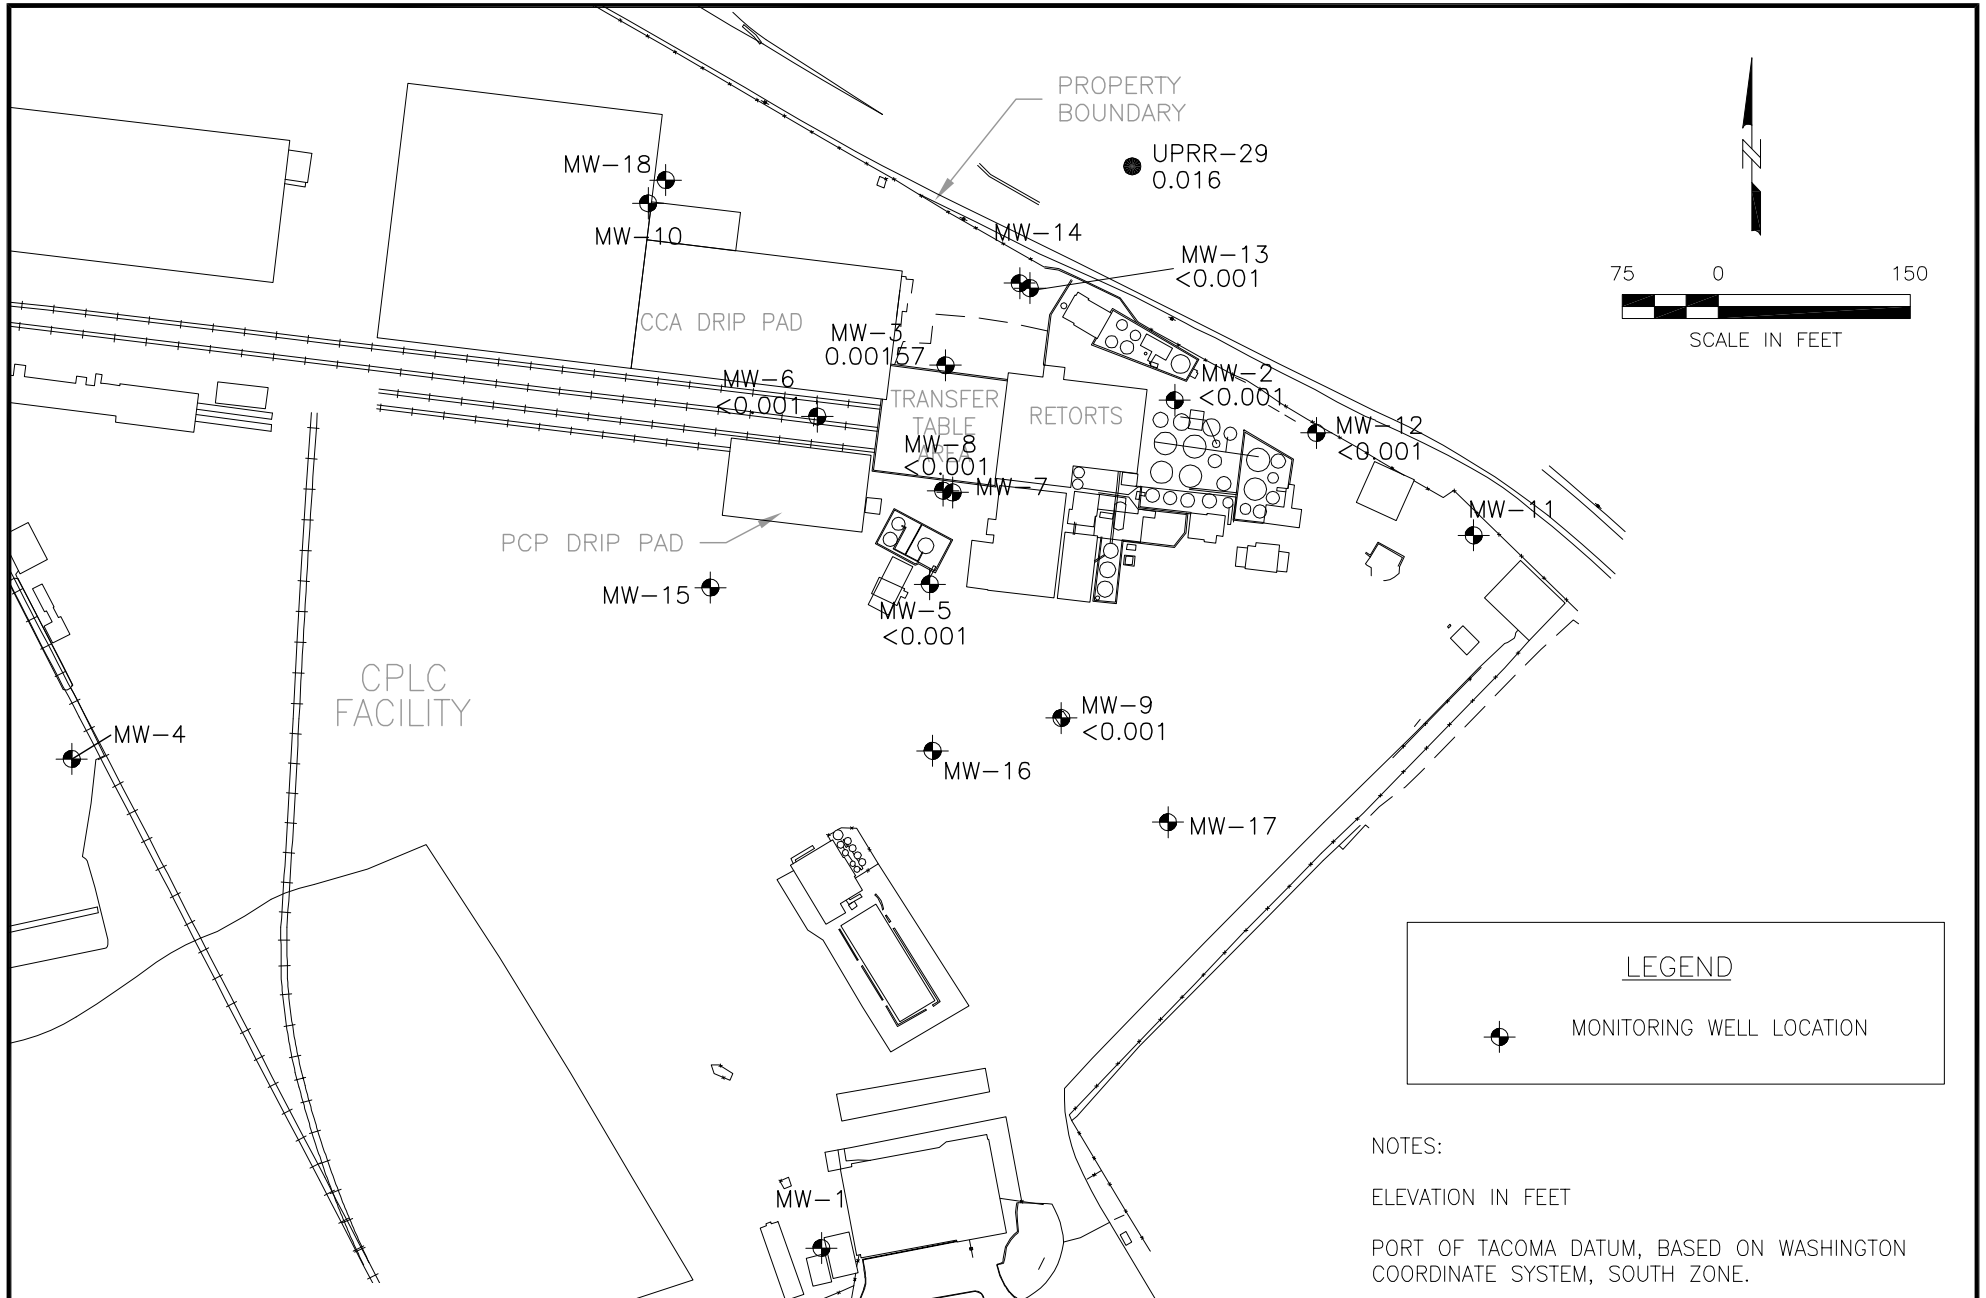 PROPERTY
BOUNDARY
UPRR-29
0.016
MW-18
MW-10
MW-14
MW-13
<0.001
N
75 0 150
SCALE IN FEET
CCA DRIP PAD
MW-3
0.00157
MW-6
<0.001
TRANSFER
TABLE
AREA
RETORTS
MW-2
<0.001
MW-8
<0.001
MW-7
MW-12
<0.001
MW-11
PCP DRIP PAD
MW-15
MW-5
<0.001
CPLC
FACILITY
MW-4
MW-9
<0.001
MW-16
MW-17
LEGEND
MONITORING WELL LOCATION
MW-1
NOTES:
ELEVATION IN FEET
PORT OF TACOMA DATUM, BASED ON WASHINGTON
COORDINATE SYSTEM, SOUTH ZONE.